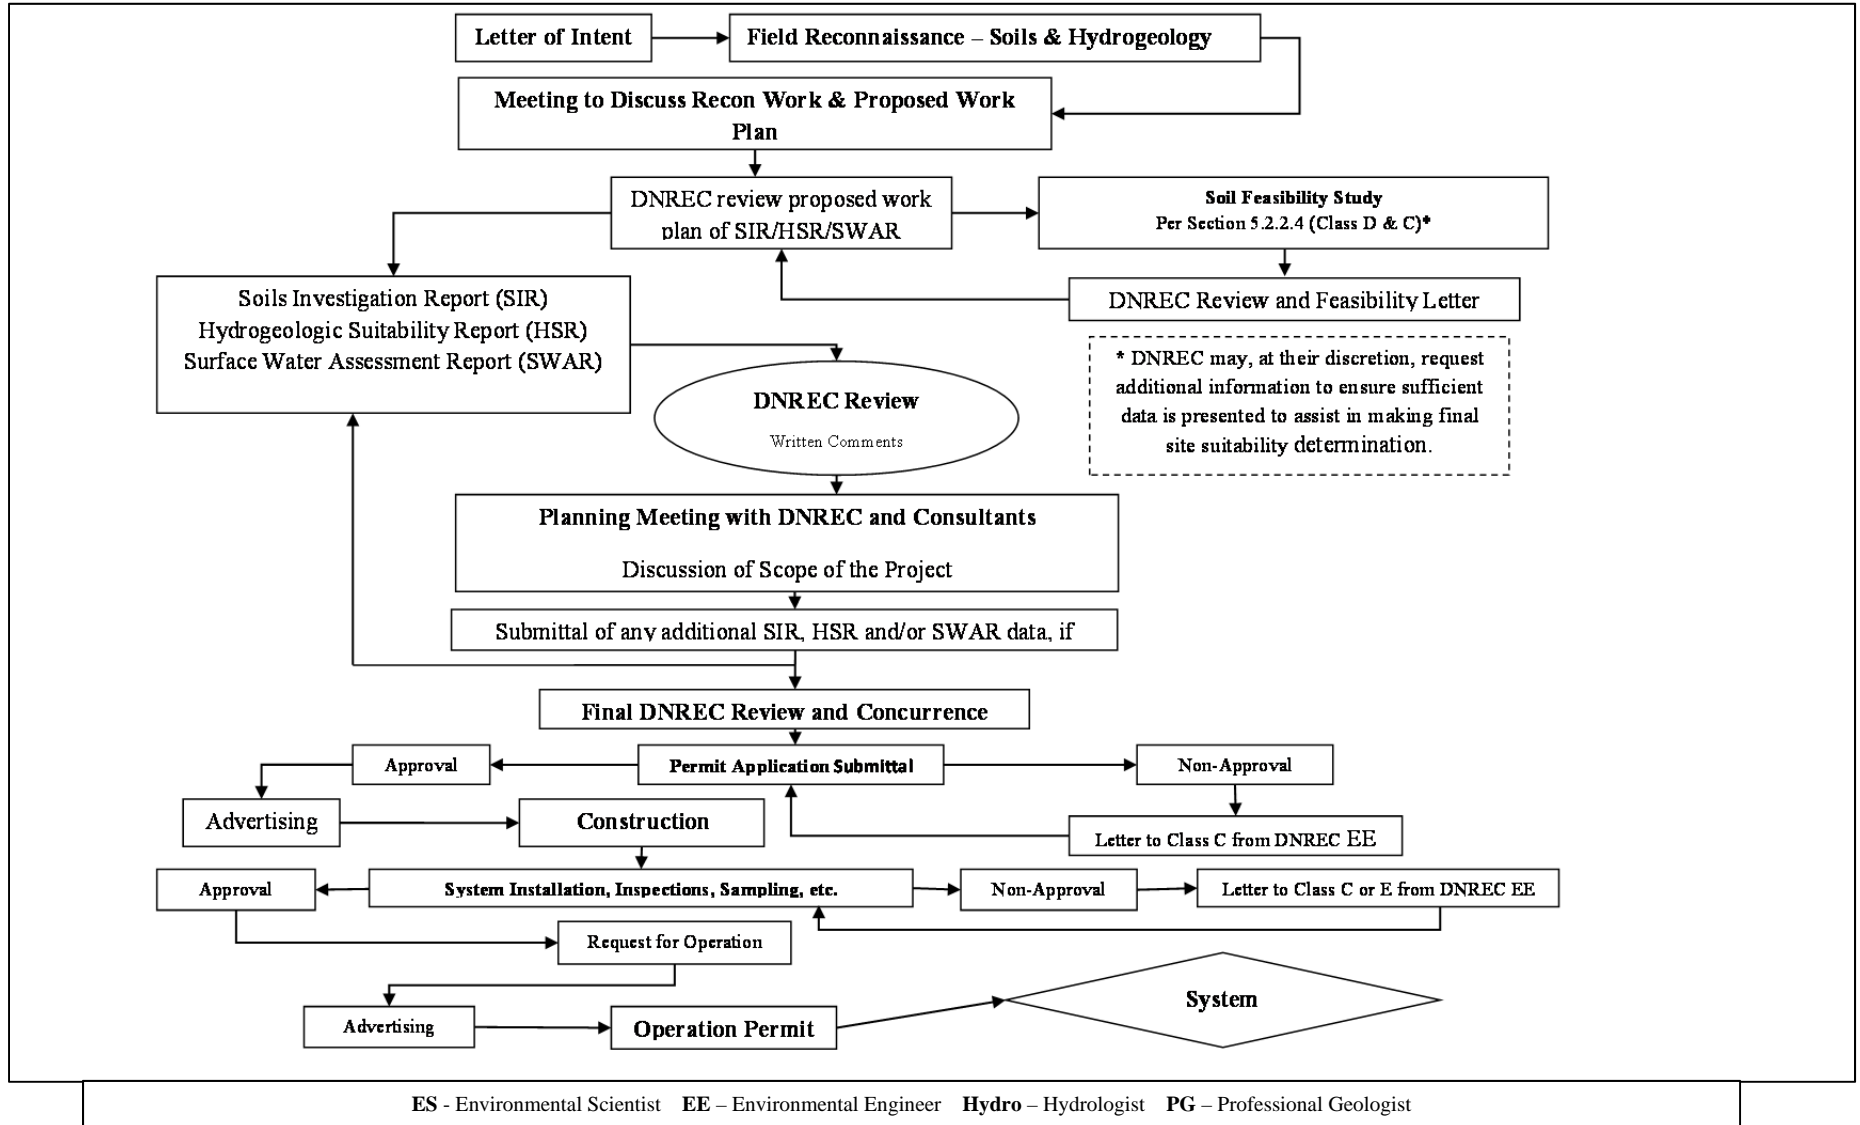 Letter of Intent
Field Reconnaissance – Soils & Hydrogeology
Meeting to Discuss Recon Work & Proposed Work
Plan
DNREC review proposed work
plan of SIR/HSR/SWAR
Soil Feasibility Study
Per Section 5.2.2.4 (Class D & C)*
DNREC Review and Feasibility Letter
Soils Investigation Report (SIR)
Hydrogeologic Suitability Report (HSR)
Surface Water Assessment Report (SWAR)
* DNREC may, at their discretion, request
additional information to ensure sufficient
data is presented to assist in making final
site suitability determination.
DNREC Review
Written Comments
Planning Meeting with DNREC and Consultants
Discussion of Scope of the Project
Submittal of any additional SIR, HSR and/or SWAR data, if
Final DNREC Review and Concurrence
Approval
Permit Application Submittal
Non-Approval
Advertising
Construction
Letter to Class C from DNREC EE
Approval
System Installation, Inspections, Sampling, etc.
Non-Approval
Letter to Class C or E from DNREC EE
Request for Operation
System
Advertising
Operation Permit
ES - Environmental Scientist EE – Environmental Engineer Hydro – Hydrologist PG – Professional Geologist